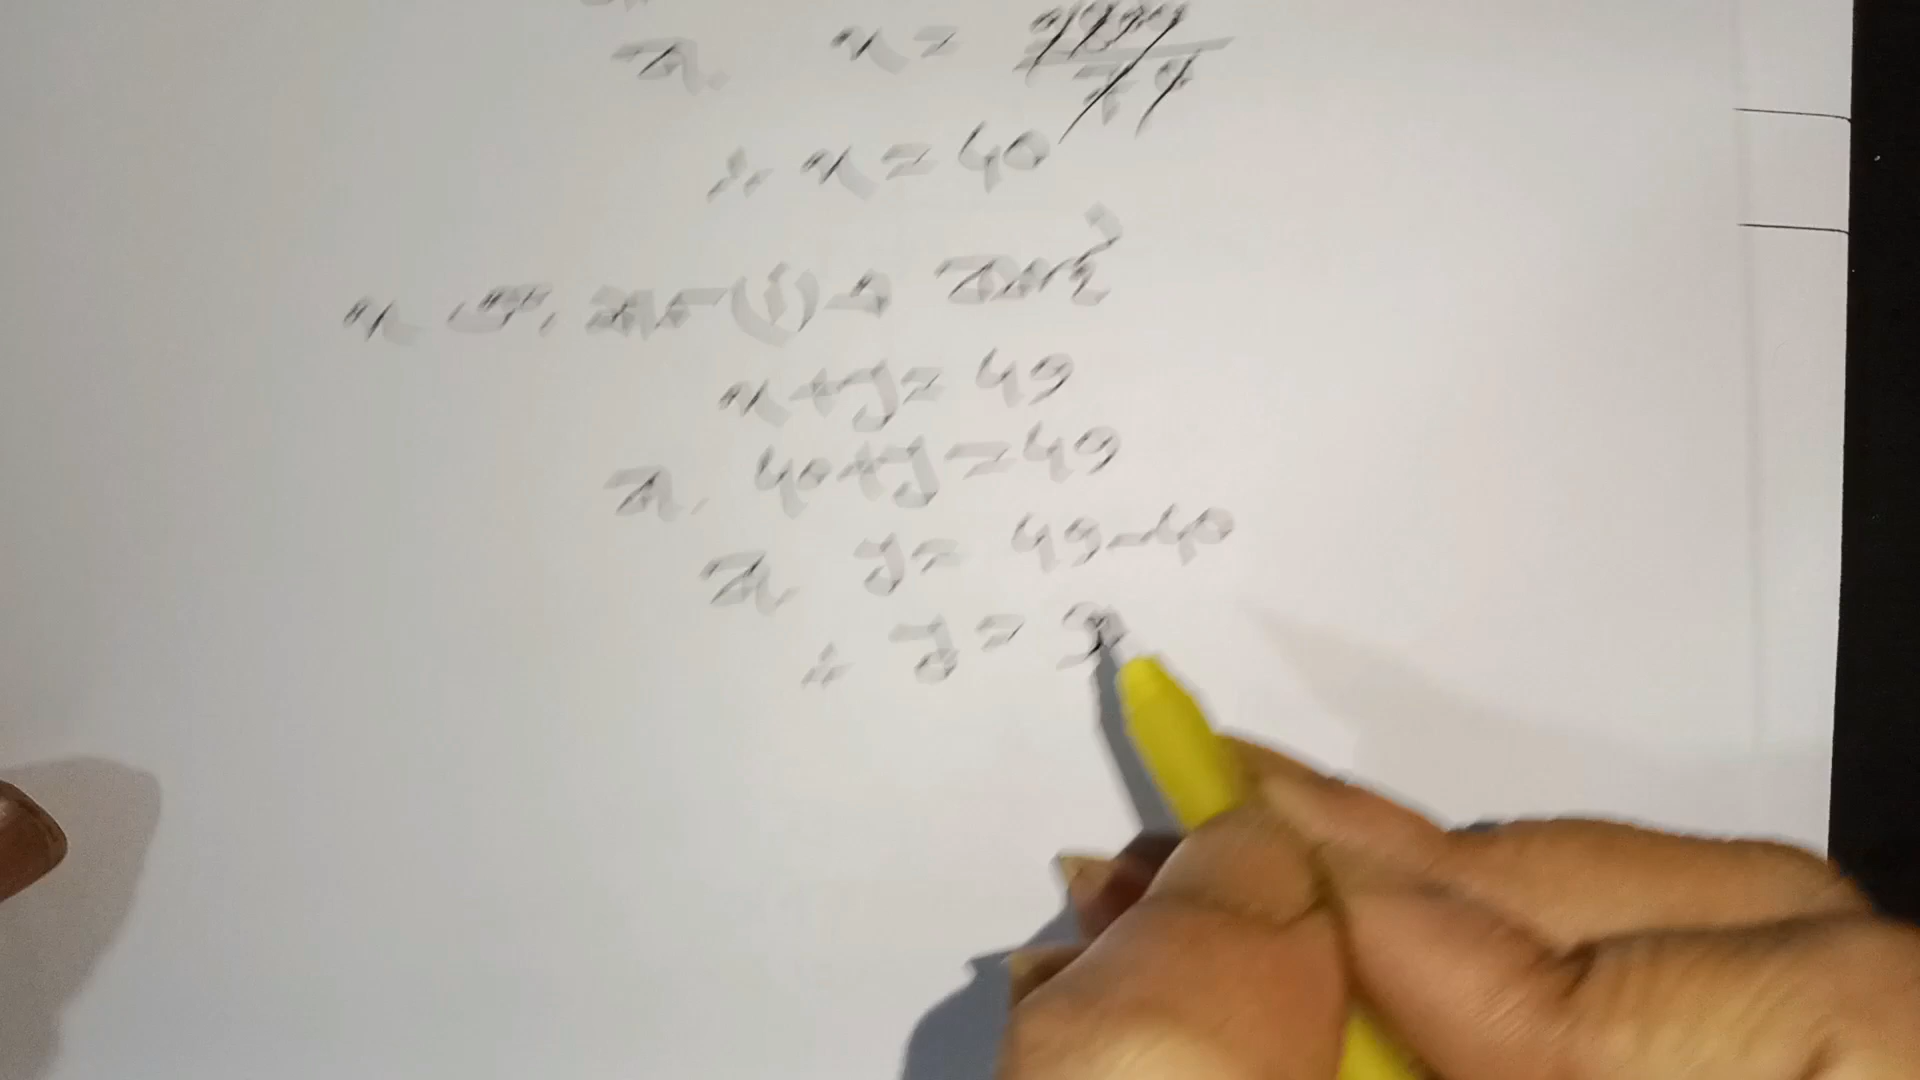 ∴ x = 40
x এর মান (i) এ বসাই
x+y = 49
বা, 40+y = 49
বা, y = 49-40
∴ y = 9